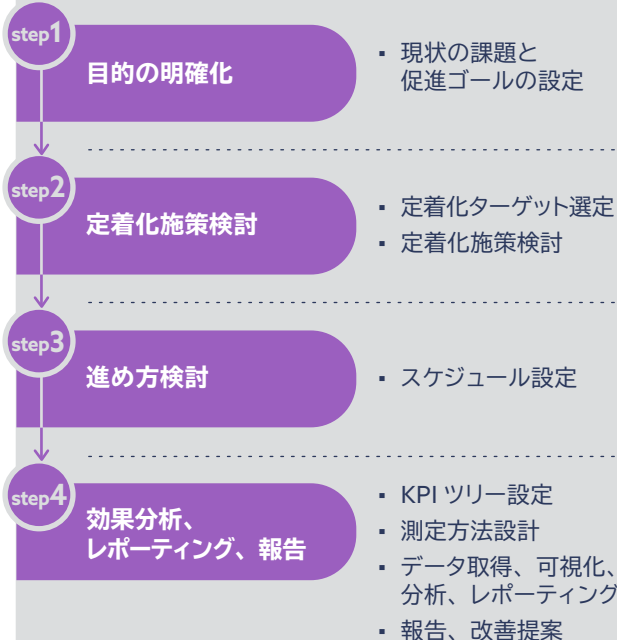 step1
目的の明確化
▪ 現状の課題と
促進ゴールの設定
step2
定着化施策検討
▪ 定着化ターゲット選定
▪ 定着化施策検討
step3
進め方検討
▪ スケジュール設定
step4
効果分析、
レポーティング、報告
▪ KPI ツリー設定
▪ 測定方法設計
▪ データ取得、可視化、
分析、レポーティング
▪ 報告、改善提案